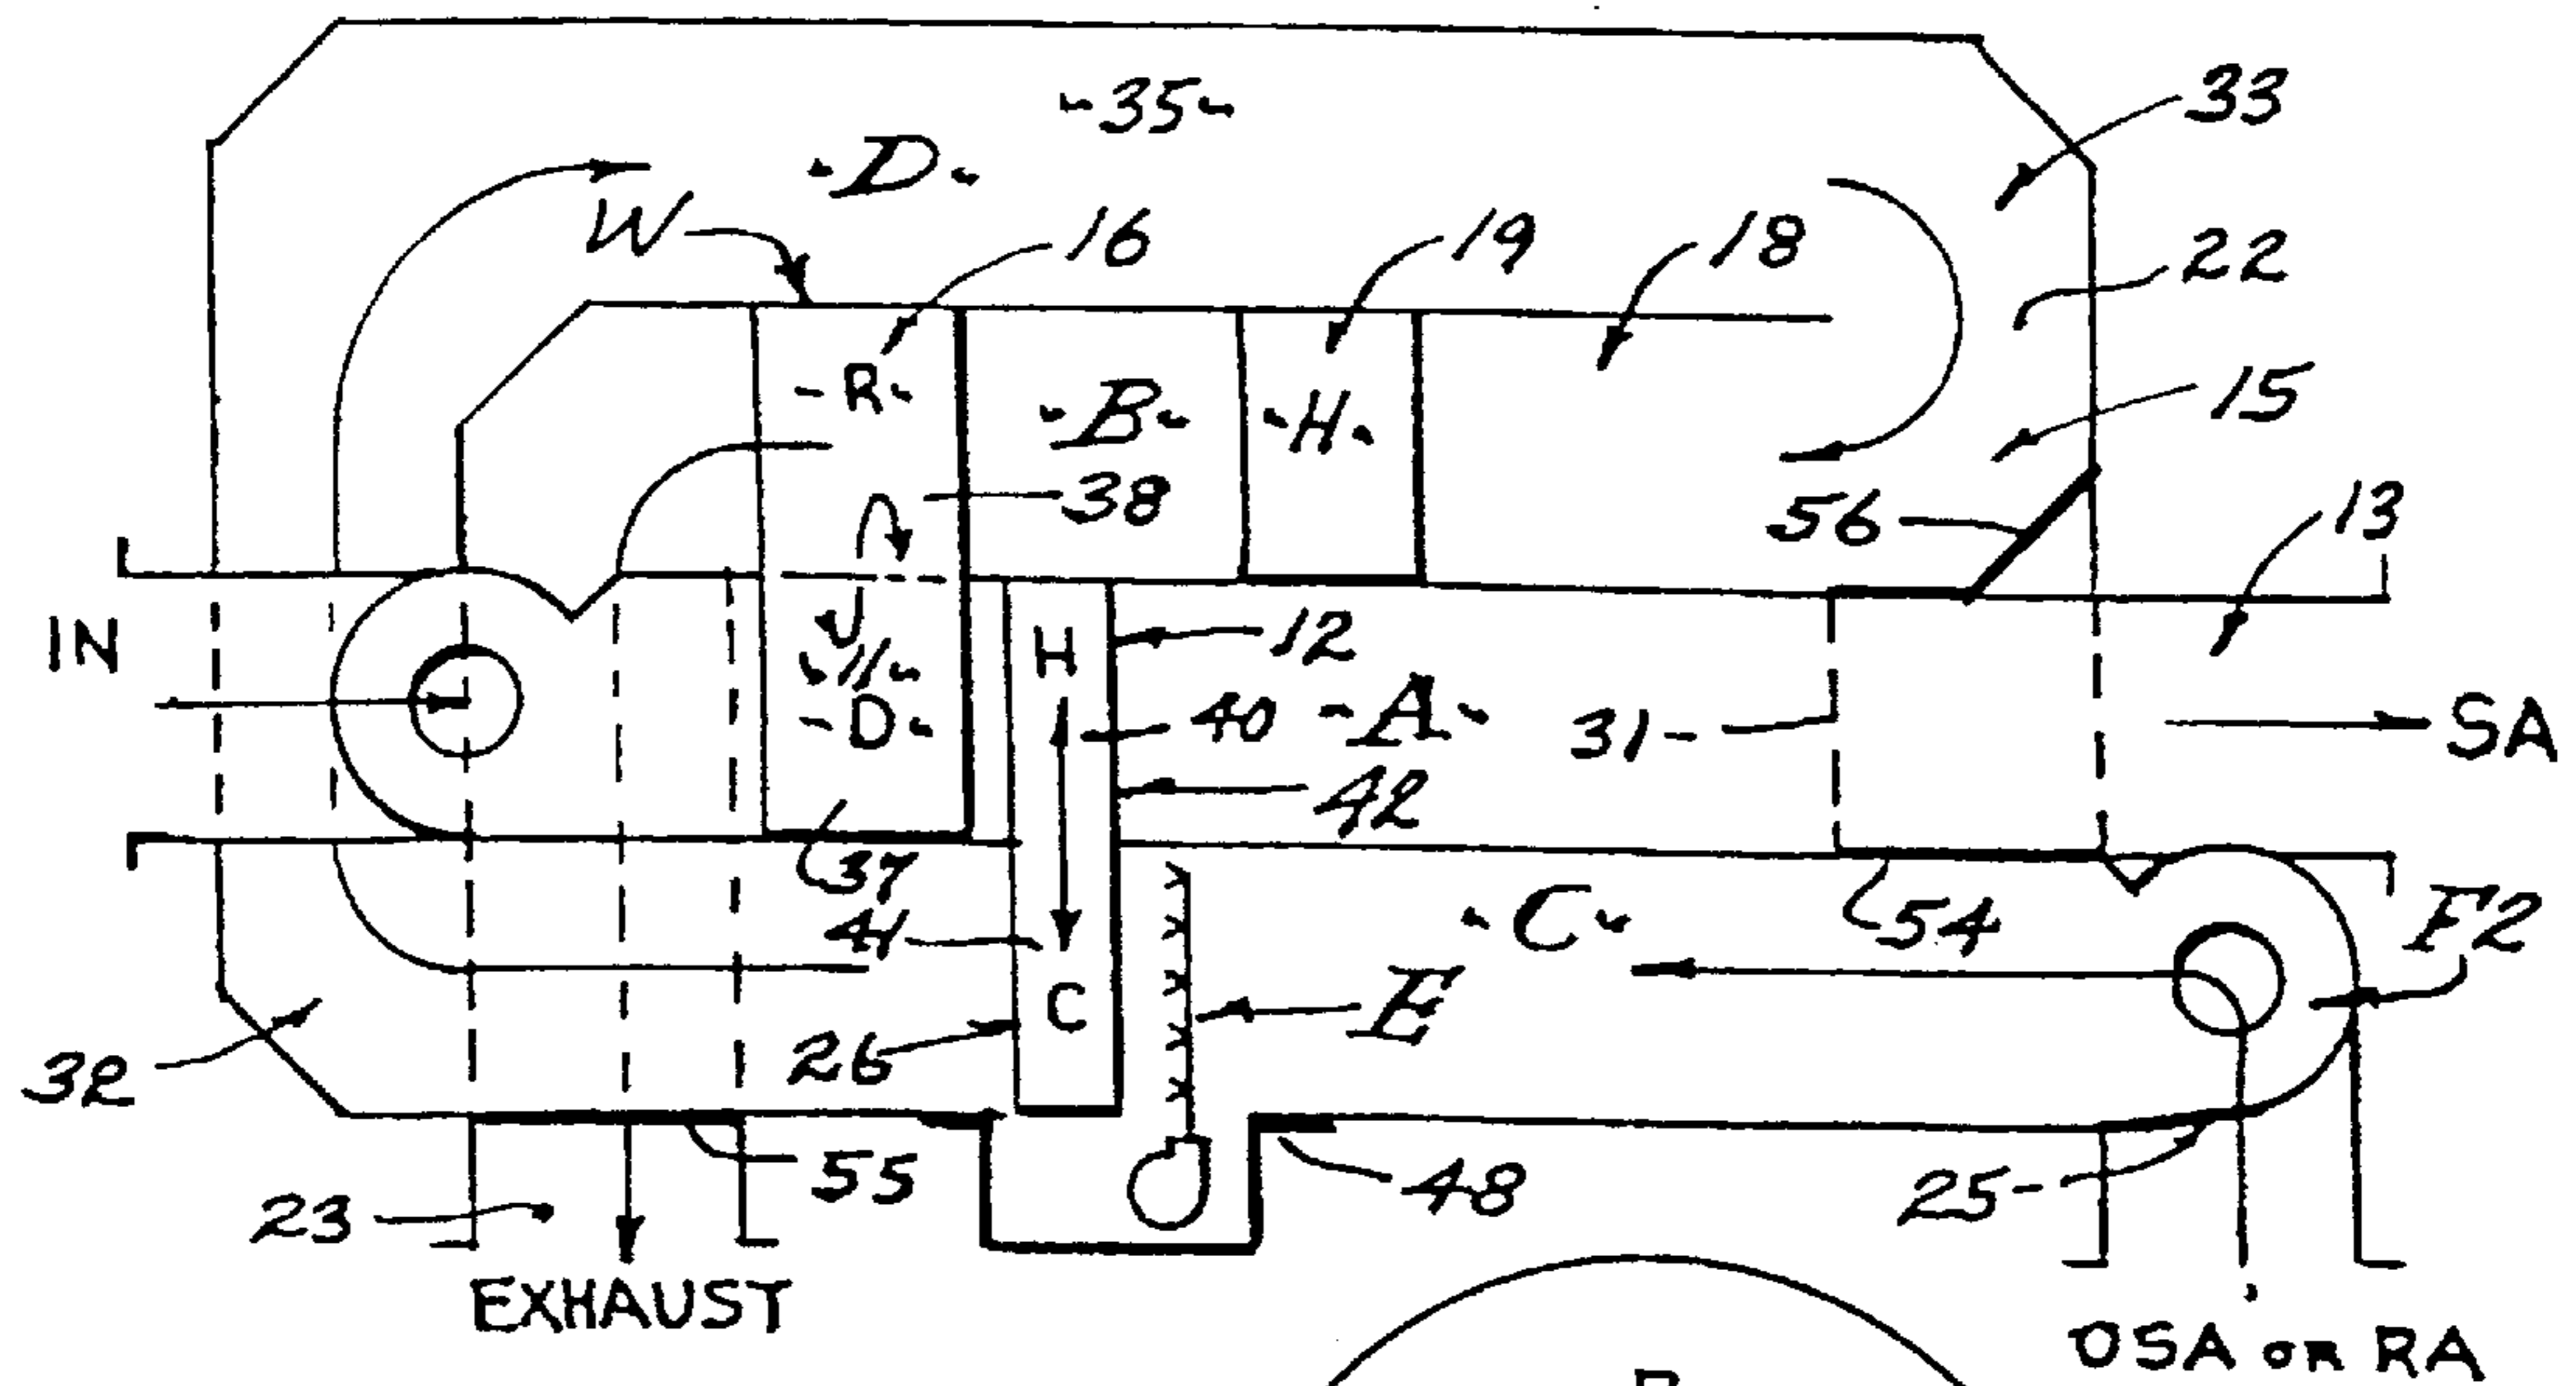 -35-
33
-D-
W
16
19
18
22
-R-
-B-
-H-
15
38
56
13
IN
H
12
-11-
-D-
40
-A-
31-
SA
42
37
41
-C-
54
F2
26
C
E
32
55
48
25-
23
EXHAUST
OSA OR RA